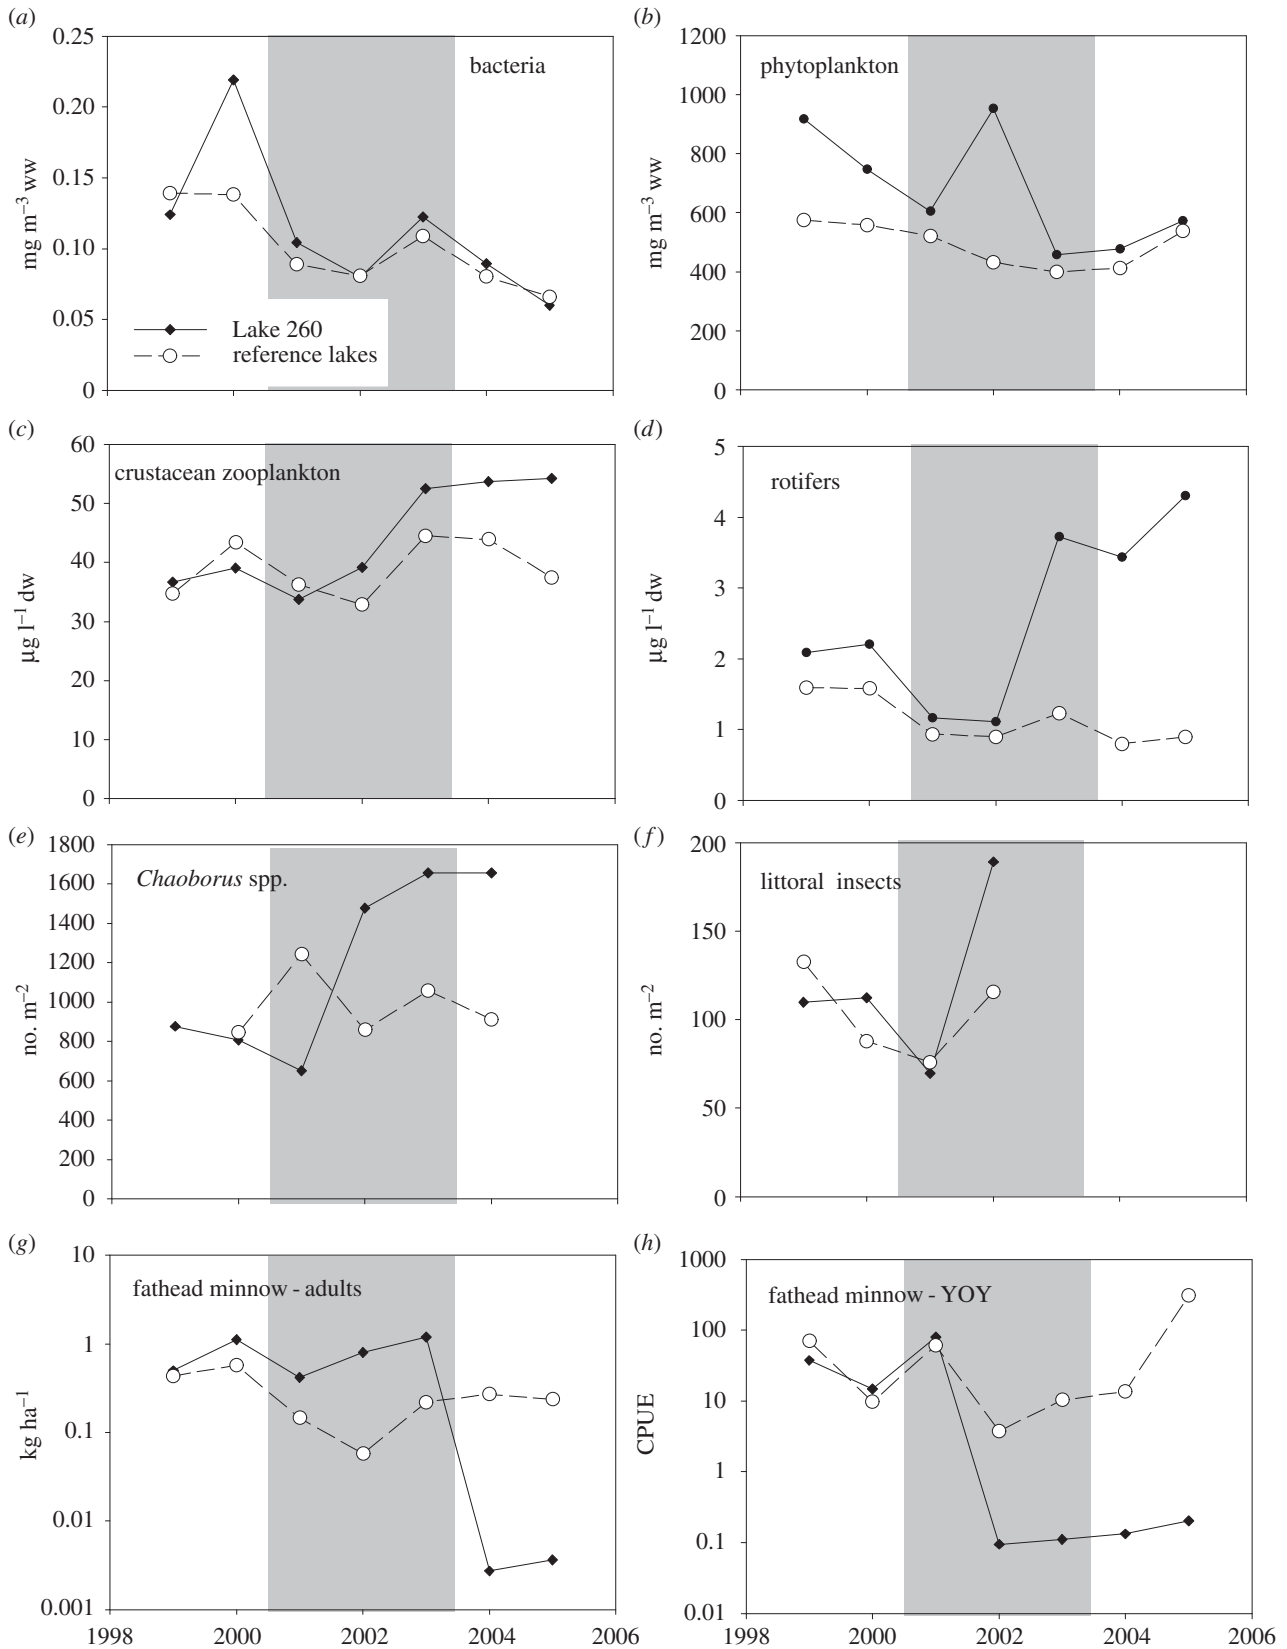 (a)
0.25
0.20
0.15
0.10
0.05
0
mg m–3 ww
bacteria
Lake 260
reference lakes
(b)
1200
1000
800
600
400
200
0
mg m–3 ww
phytoplankton
(c)
60
50
40
30
20
10
0
µg l–1 dw
crustacean zooplankton
(d)
5
4
3
2
1
0
µg l–1 dw
rotifers
(e)
1800
1600
1400
1200
1000
800
600
400
200
0
no. m–2
Chaoborus spp.
(f)
200
150
100
50
0
no. m–2
littoral insects
(g)
10
1
0.1
0.01
0.001
kg ha–1
fathead minnow - adults
1998 2000 2002 2004 2006
(h)
1000
100
10
1
0.1
0.01
CPUE
fathead minnow - YOY
1998 2000 2002 2004 2006